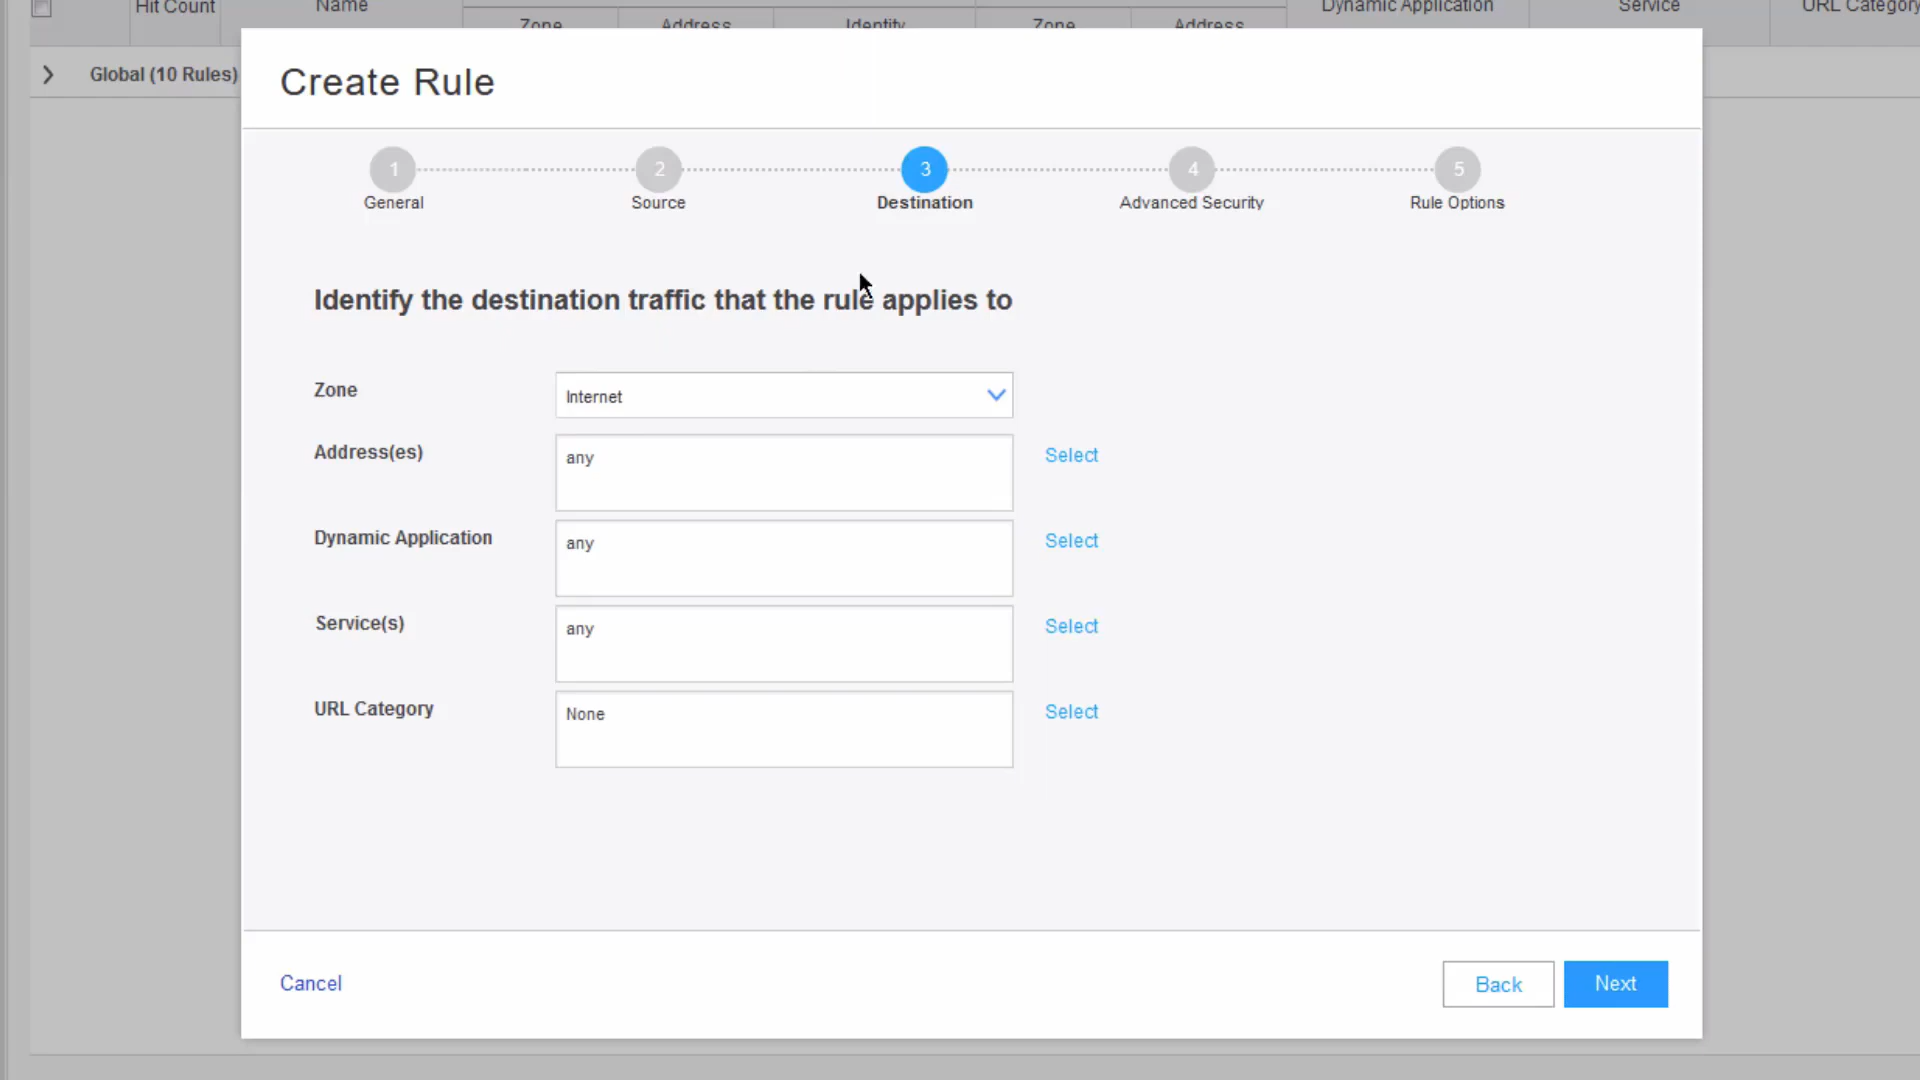 Hit Count
Name
Dynamic Application
Service
URL Category
Zone
Address
Identity
Zone
Address
Global (10 Rules)
Create Rule
1
2
3
4
5
General
Source
Destination
Advanced Security
Rule Options
Identify the destination traffic that the rule applies to
Zone
Internet
Address(es)
any
Select
Dynamic Application
any
Select
Service(s)
any
Select
URL Category
None
Select
Cancel
Back
Next